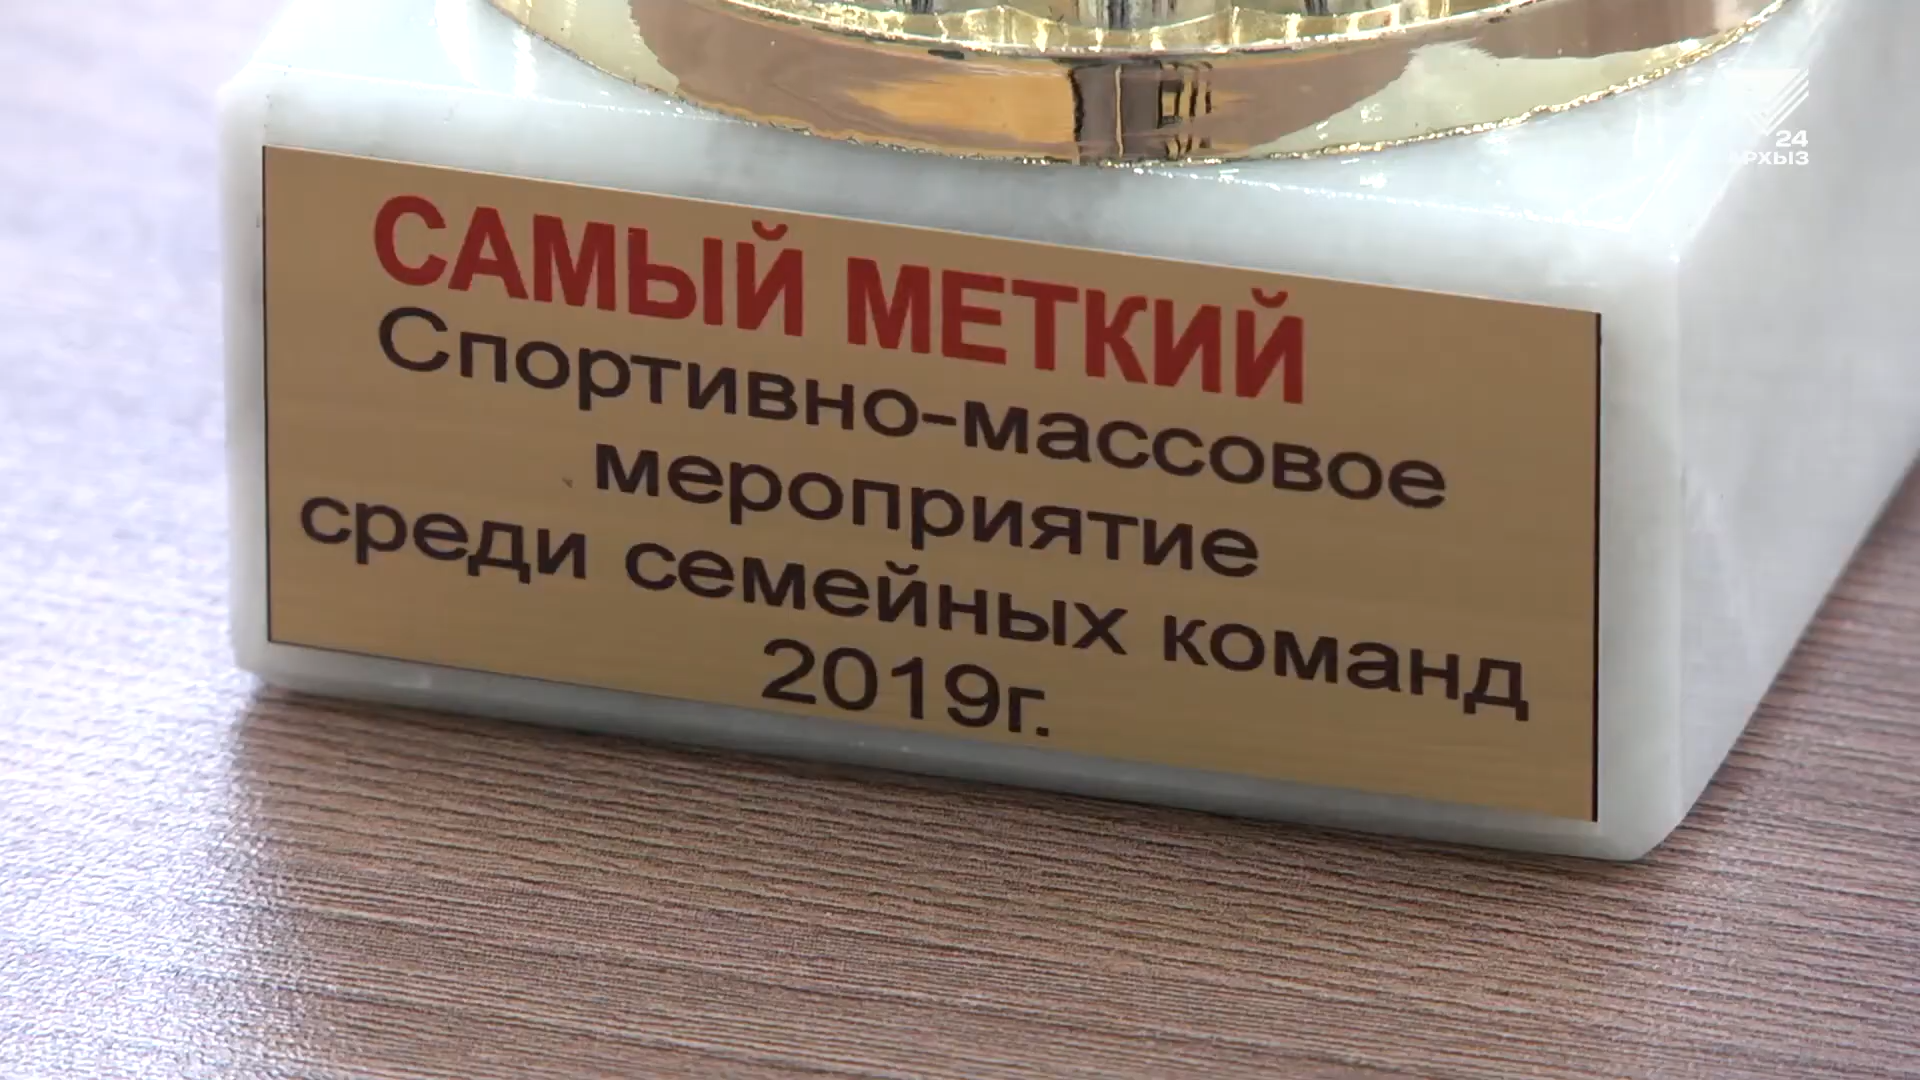 24
АРХЫЗ
САМЫЙ МЕТКИЙ
Спортивно-массовое
мероприятие
среди семейных команд
2019г.